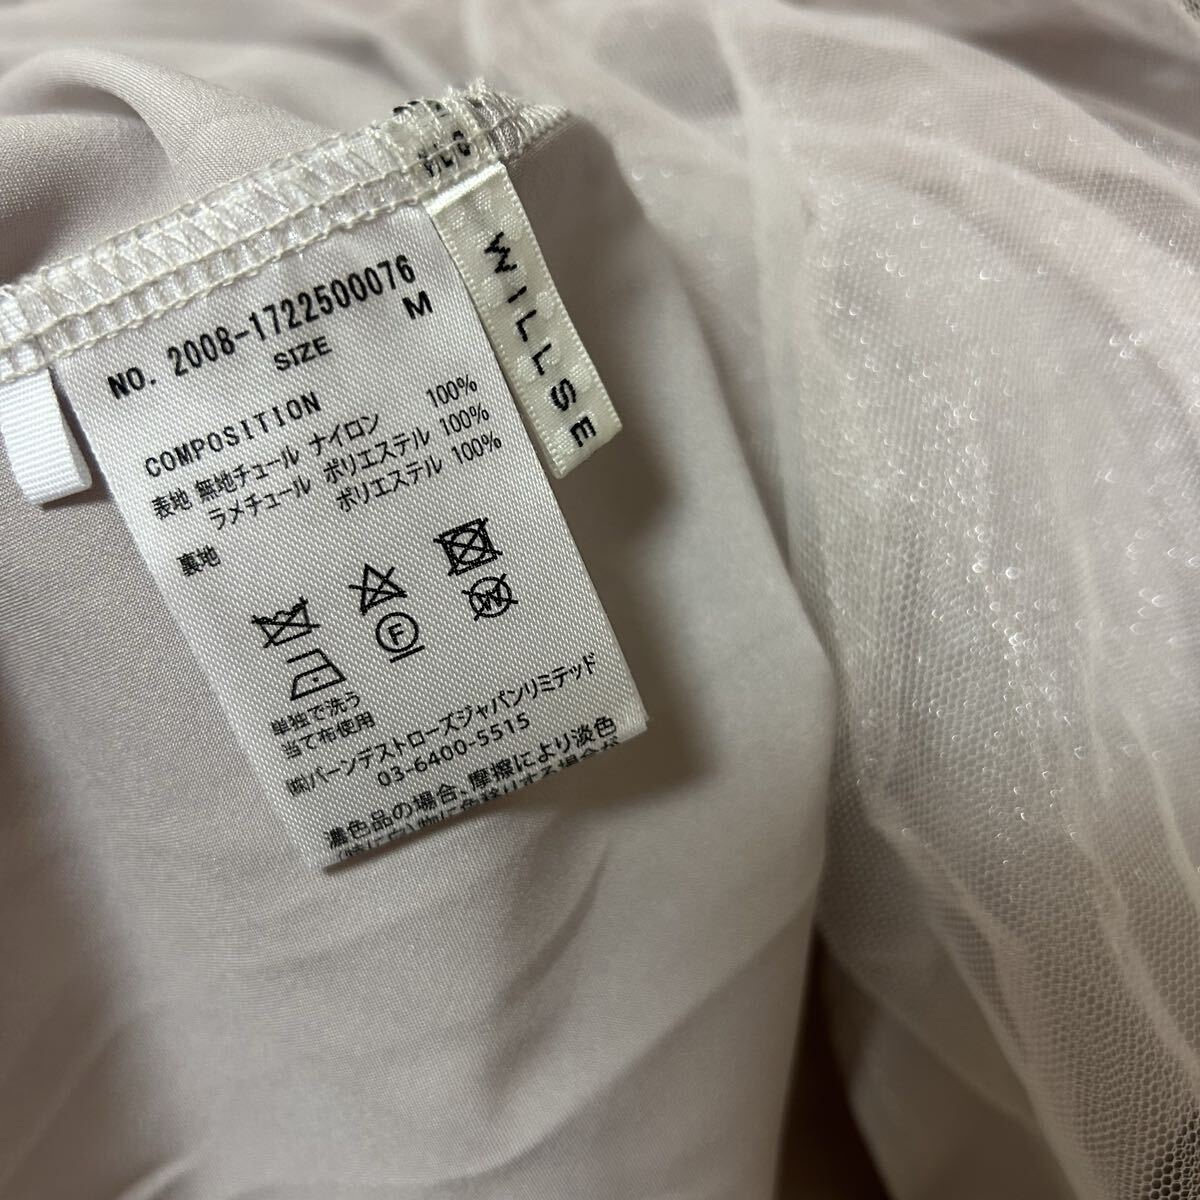 NO. 2008-1722500076
SIZE M
COMPOSITION
表地 無地チュール ナイロン 100%
ラメチュール ポリエステル 100%
裏地 ポリエステル 100%
F
W
単独で洗う
当て布使用
㈱バーンデストローズジャパンリミテッド
03-6400-5515
濃色品の場合、摩擦により淡色
WILLSE